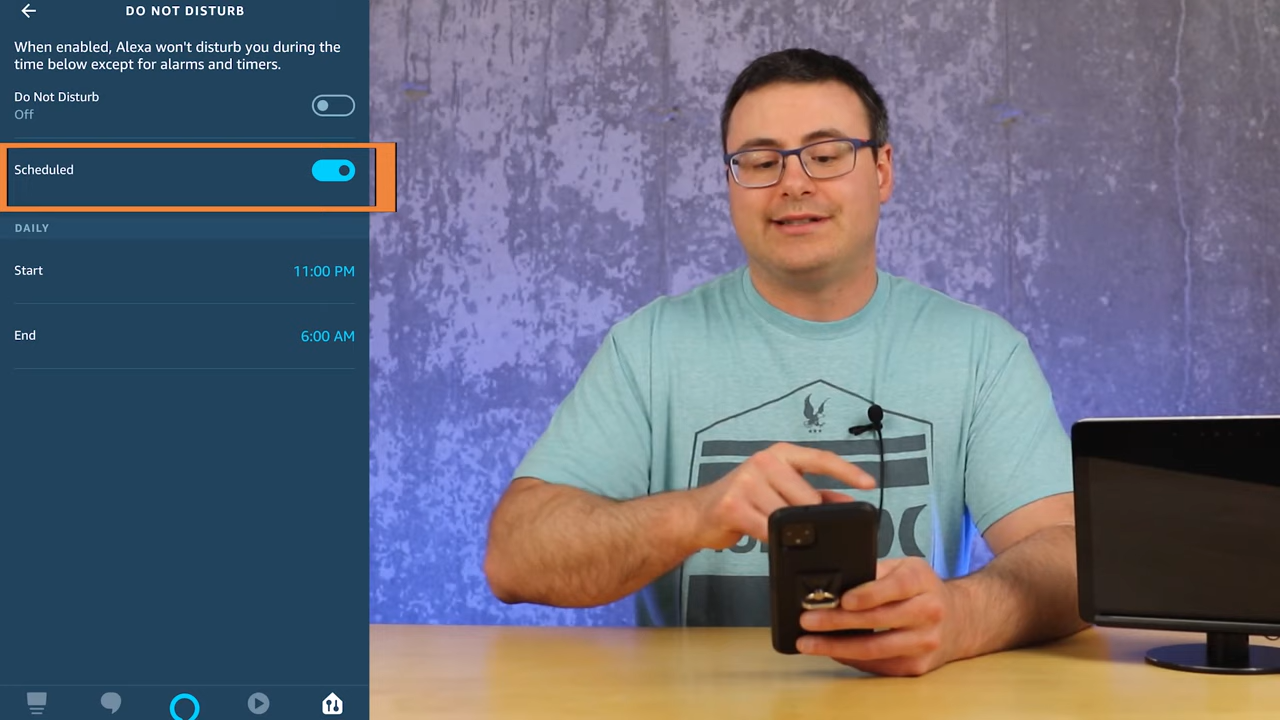 DO NOT DISTURB
When enabled, Alexa won't disturb you during the
time below except for alarms and timers.
Do Not Disturb
Off
Scheduled
DAILY
Start
11:00 PM
End
6:00 AM